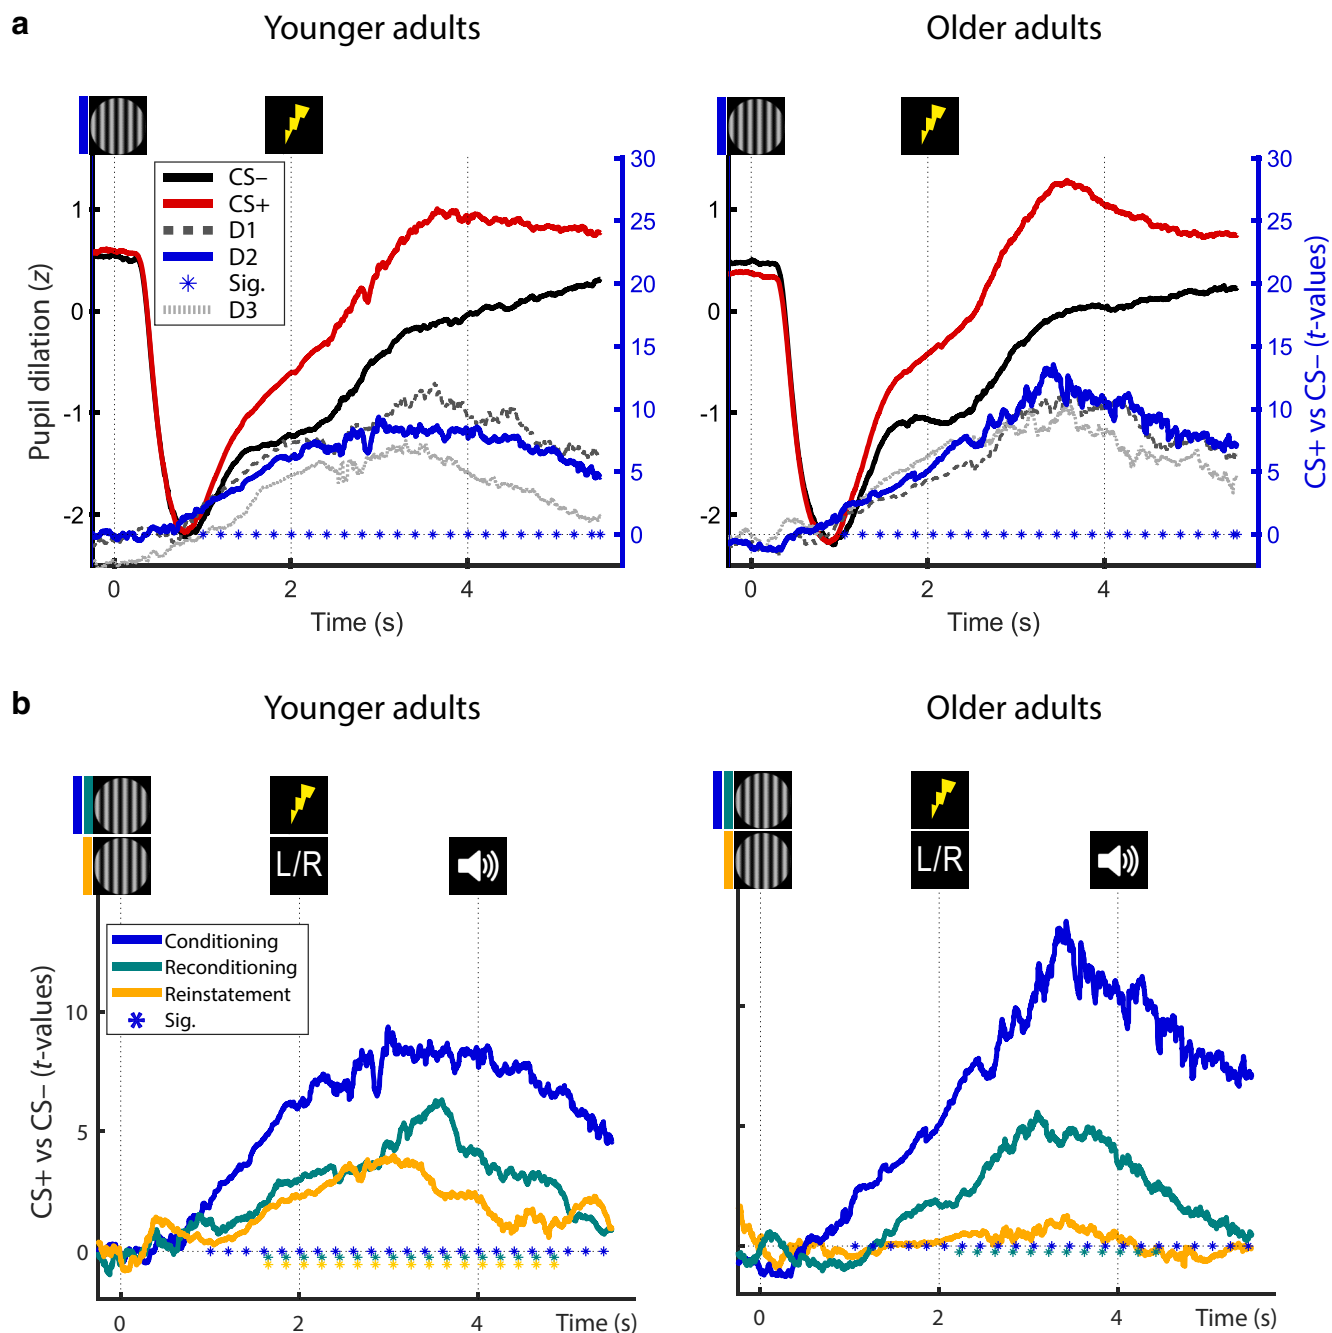 a
Younger adults
Older adults
CS−
CS+
D1
D2
Sig.
D3
Pupil dilation (z)
1
0
-1
-2
30
25
20
15
10
5
0
0
2
4
Time (s)
1
0
-1
-2
30
25
20
15
10
5
0
CS+ vs CS− (t-values)
0
2
4
Time (s)
b
Younger adults
Older adults
L/R
L/R
Conditioning
Reconditioning
Reinstatement
Sig.
CS+ vs CS− (t-values)
10
5
0
0
2
4
Time (s)
0
2
4
Time (s)